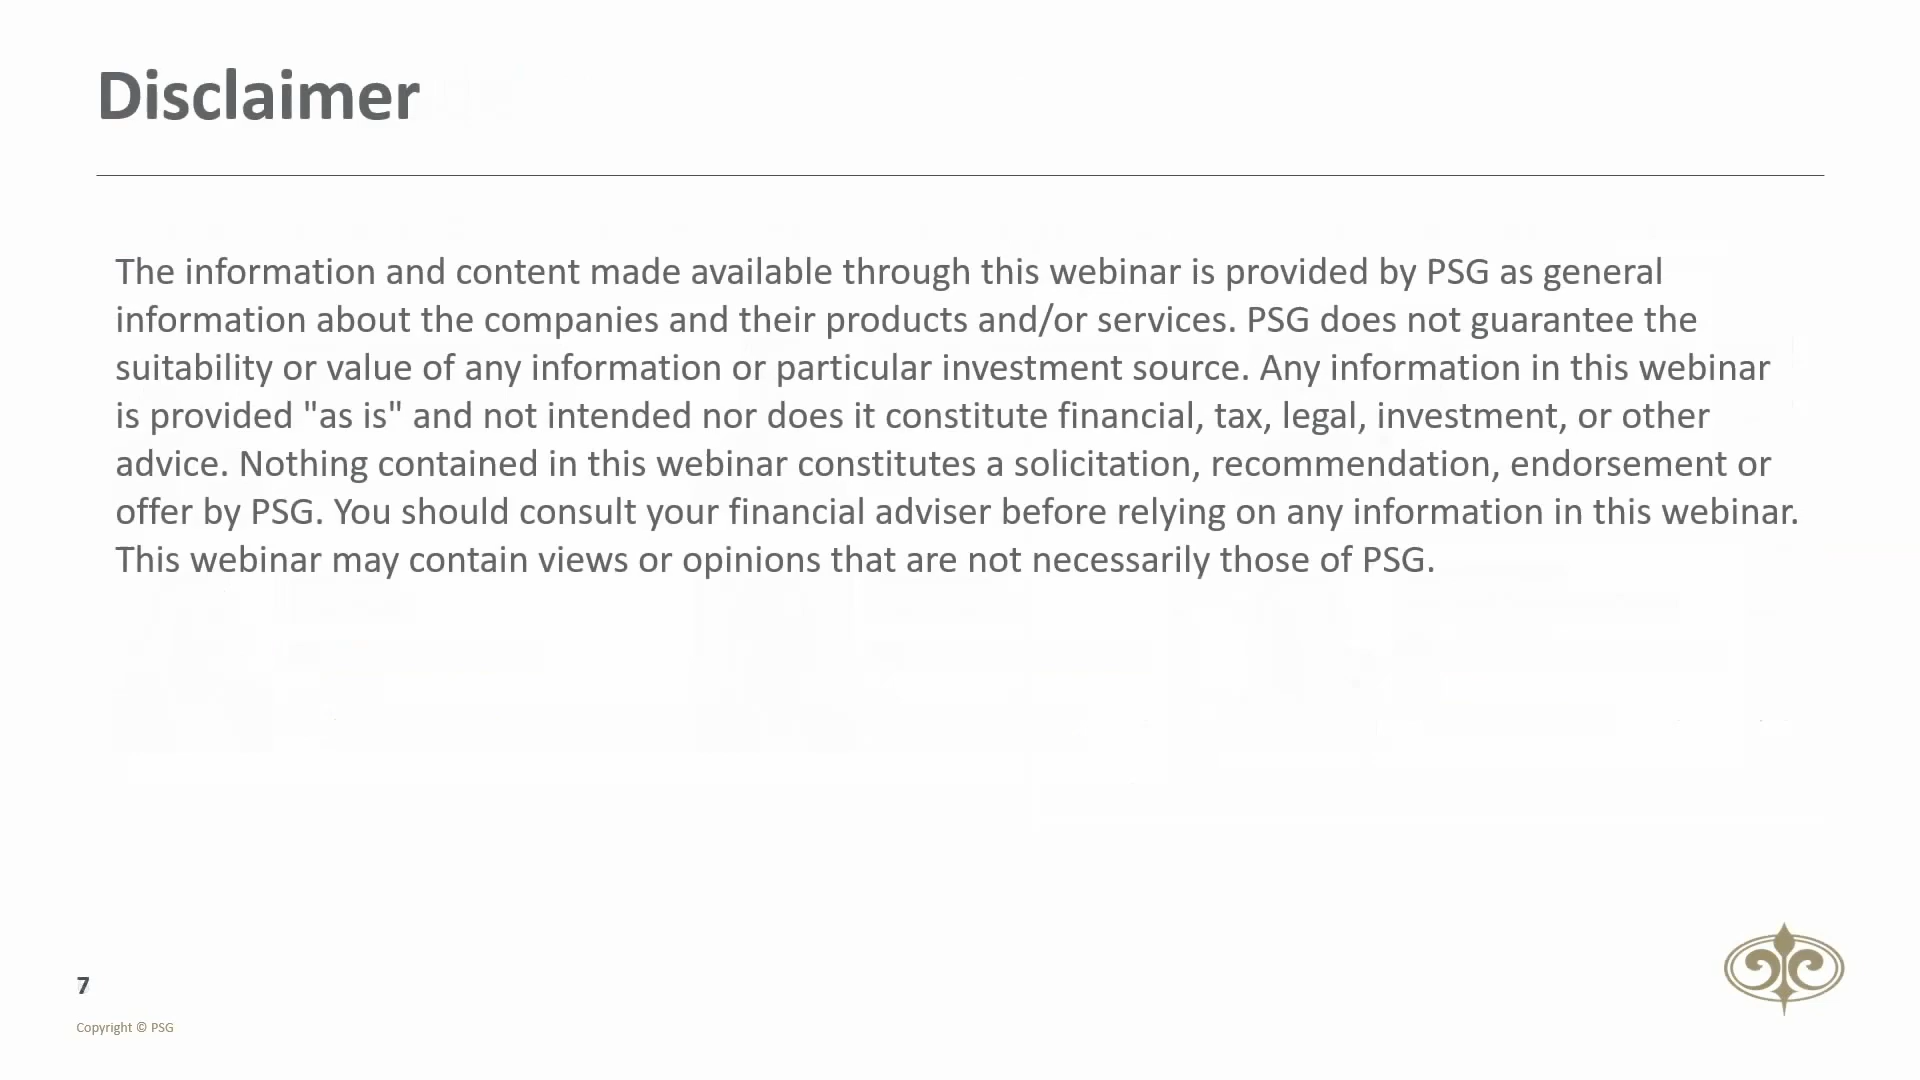 Disclaimer
The information and content made available through this webinar is provided by PSG as general
information about the companies and their products and/or services. PSG does not guarantee the
suitability or value of any information or particular investment source. Any information in this webinar
is provided "as is" and not intended nor does it constitute financial, tax, legal, investment, or other
advice. Nothing contained in this webinar constitutes a solicitation, recommendation, endorsement or
offer by PSG. You should consult your financial adviser before relying on any information in this webinar.
This webinar may contain views or opinions that are not necessarily those of PSG.
7
Copyright © PSG